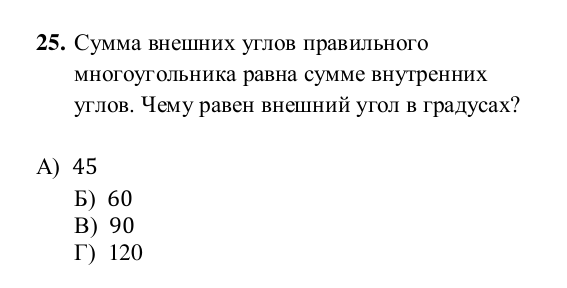 25. Сумма внешних углов правильного
многоугольника равна сумме внутренних
углов. Чему равен внешний угол в градусах?
А) 45
Б) 60
В) 90
Г) 120